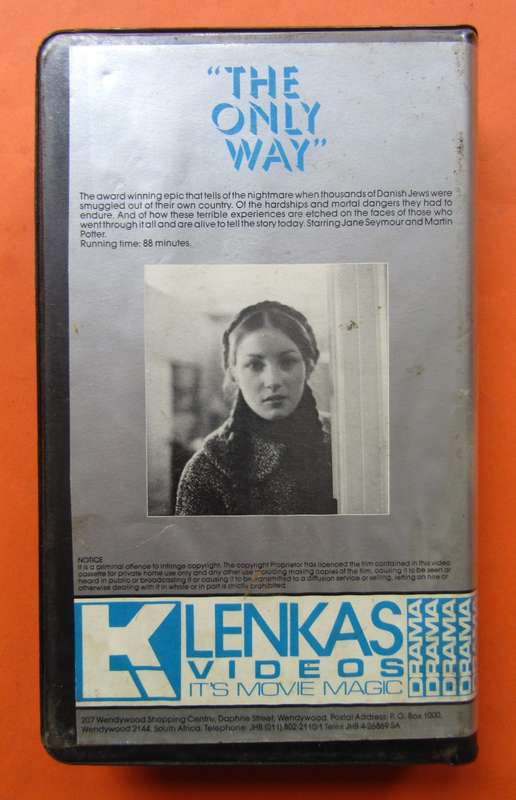 "THE
ONLY
WAY"
The award winning epic that tells of the nightmare when thousands of Danish Jews were
smuggled out of their own country. Of the hardships and mortal dangers they had to
endure. And of how these terrible experiences are etched on the faces of those who
went through it all and are alive to tell the story today. Starring Jane Seymour and Martin
Potter.
Running time: 88 minutes.
NOTICE
It is a criminal offense to infringe copyright. The copyright Proprietor has licenced the film contained in this video
cassette for private home use only and any other use including making copies of the film, causing it to be seen or
heard in public or broadcasting it or causing it to be transmitted to a diffusion service or selling, letting on hire or
otherwise dealing with it in whole or in part is strictly prohibited.
K LENKAS
VIDEOS
IT'S MOVIE MAGIC
DRAMA
DRAMA
DRAMA
DRAMA
207 Wendywood Shopping Centre, Daphne Street, Wendywood. Postal Address: P.O. Box 1000,
Wendywood 2144, South Africa. Telephone: JHB (011) 802-2110/1 Telex JHB 4-26869 SA